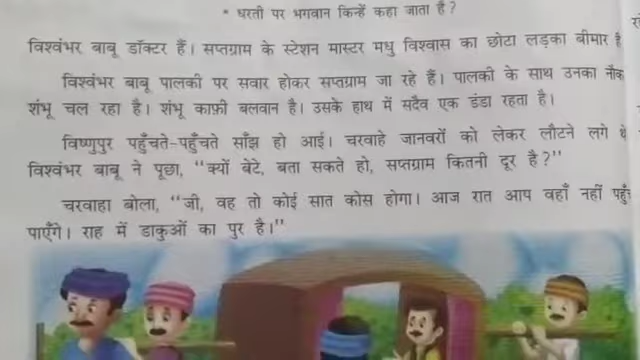 * धरती पर भगवान किन्हें कहा जाता है?
विश्वंभर बाबू डॉक्टर हैं। सप्तग्राम के स्टेशन मास्टर मधु विश्वास का छोटा लड़का बीमार है
विश्वंभर बाबू पालकी पर सवार होकर सप्तग्राम जा रहे हैं। पालकी के साथ उनका
शंभू चल रहा है। शंभू काफ़ी बलवान है। उसके हाथ में सदैव एक डंडा रहता है।
विष्णुपुर पहुँचते-पहुँचते साँझ हो आई। चरवाहे जानवरों को लेकर लौटने लगे थे
विश्वंभर बाबू ने पूछा, “क्यों बेटे, बता सकते हो, सप्तग्राम कितनी दूर है?”
चरवाहा बोला, “जी, वह तो कोई सात कोस होगा। आज रात आप वहाँ नहीं
पाएँगे। राह में डाकुओं का पुर है।”